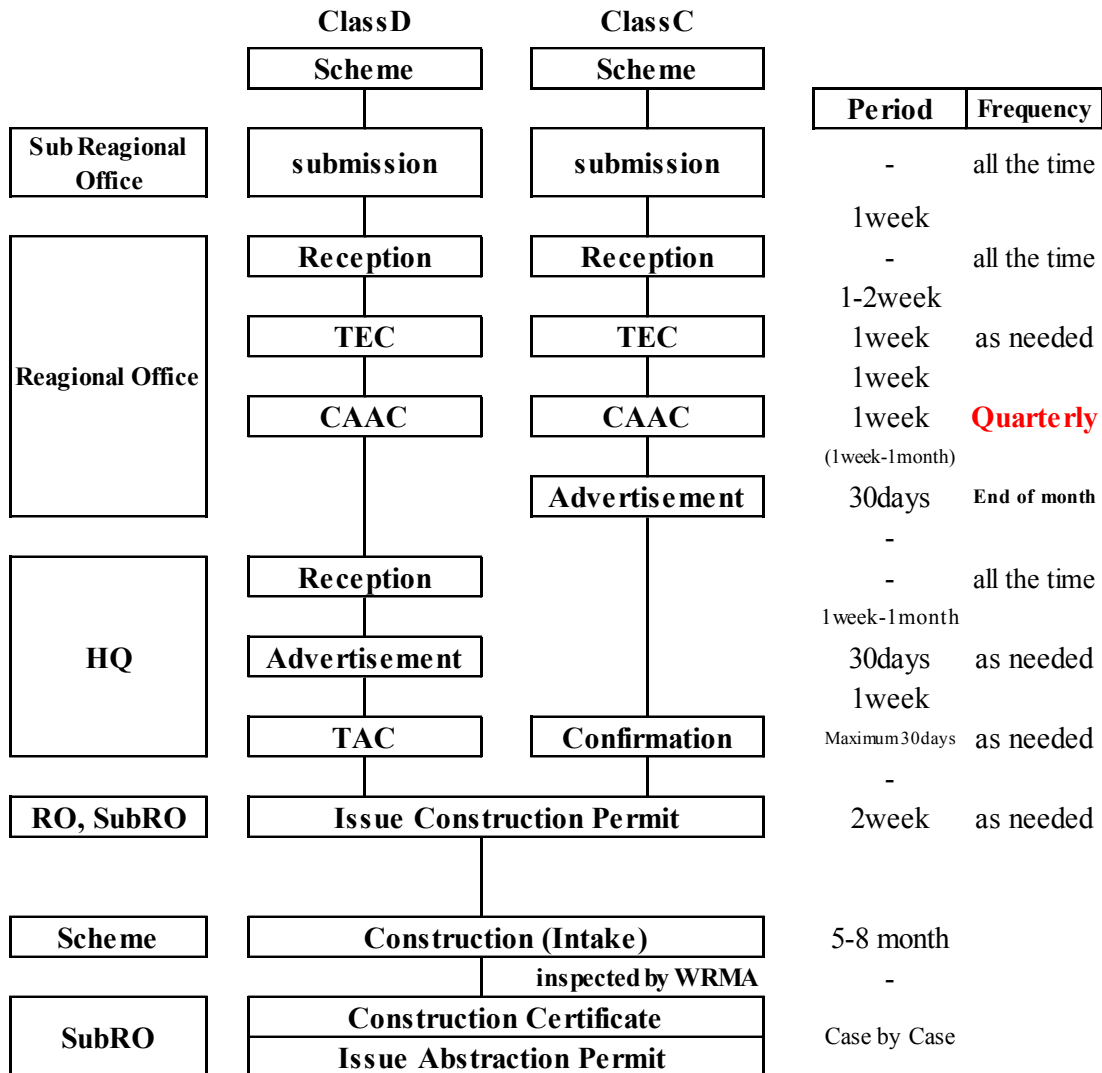 ClassD ClassC
Scheme Scheme
Period Frequency
Sub Reagional
Office
submission submission - all the time
1week
Reception Reception - all the time
1-2week
TEC TEC 1week as needed
Reagional Office
1week
CAAC CAAC 1week Quarterly
(1week-1month)
Advertisement 30days End of month
-
Reception - all the time
1week-1month
HQ Advertisement 30days as needed
1week
TAC Confirmation Maximum30days as needed
-
RO, SubRO Issue Construction Permit 2week as needed
Scheme Construction (Intake) 5-8 month
inspected by WRMA -
SubRO
Construction Certificate
Case by Case
Issue Abstraction Permit